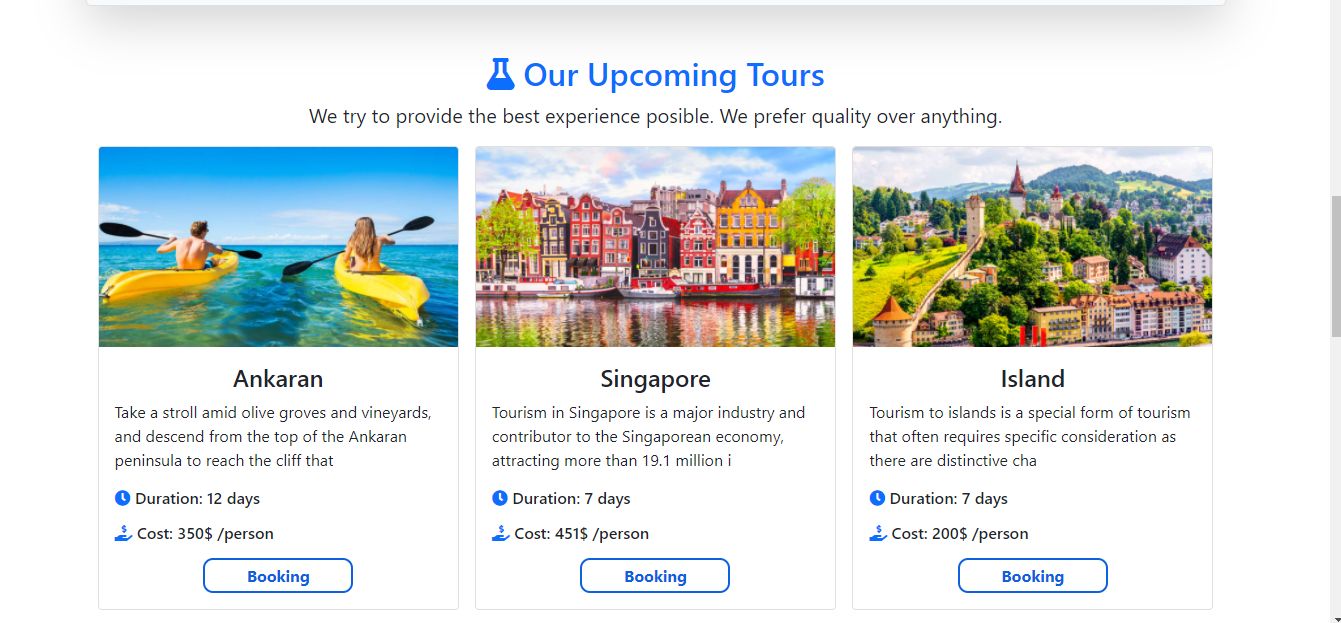 Our Upcoming Tours
We try to provide the best experience posible. We prefer quality over anything.
Ankaran
Take a stroll amid olive groves and vineyards,
and descend from the top of the Ankaran
peninsula to reach the cliff that
Duration: 12 days
Cost: 350$ /person
Booking
Singapore
Tourism in Singapore is a major industry and
contributor to the Singaporean economy,
attracting more than 19.1 million i
Duration: 7 days
Cost: 451$ /person
Booking
Island
Tourism to islands is a special form of tourism
that often requires specific consideration as
there are distinctive cha
Duration: 7 days
Cost: 200$ /person
Booking